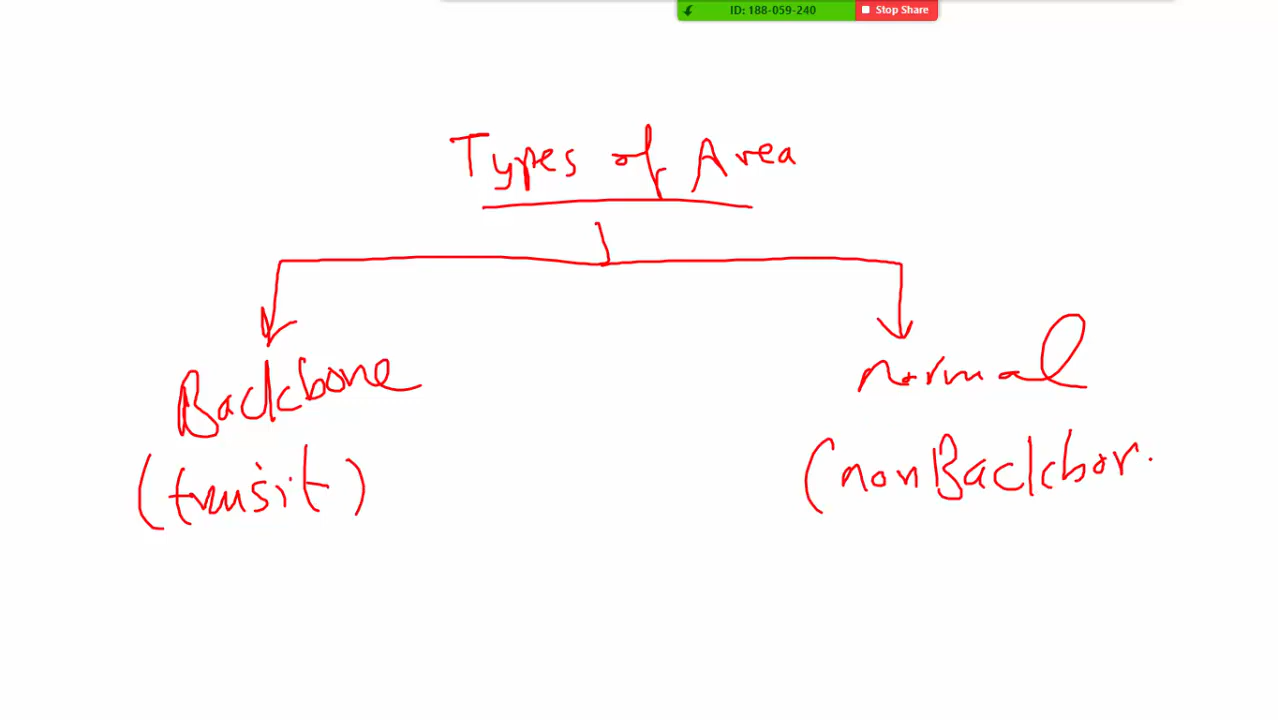 ID: 188-059-240 Stop Share
Types of Area
Backbone
normal
(transit)
(nonBackbon